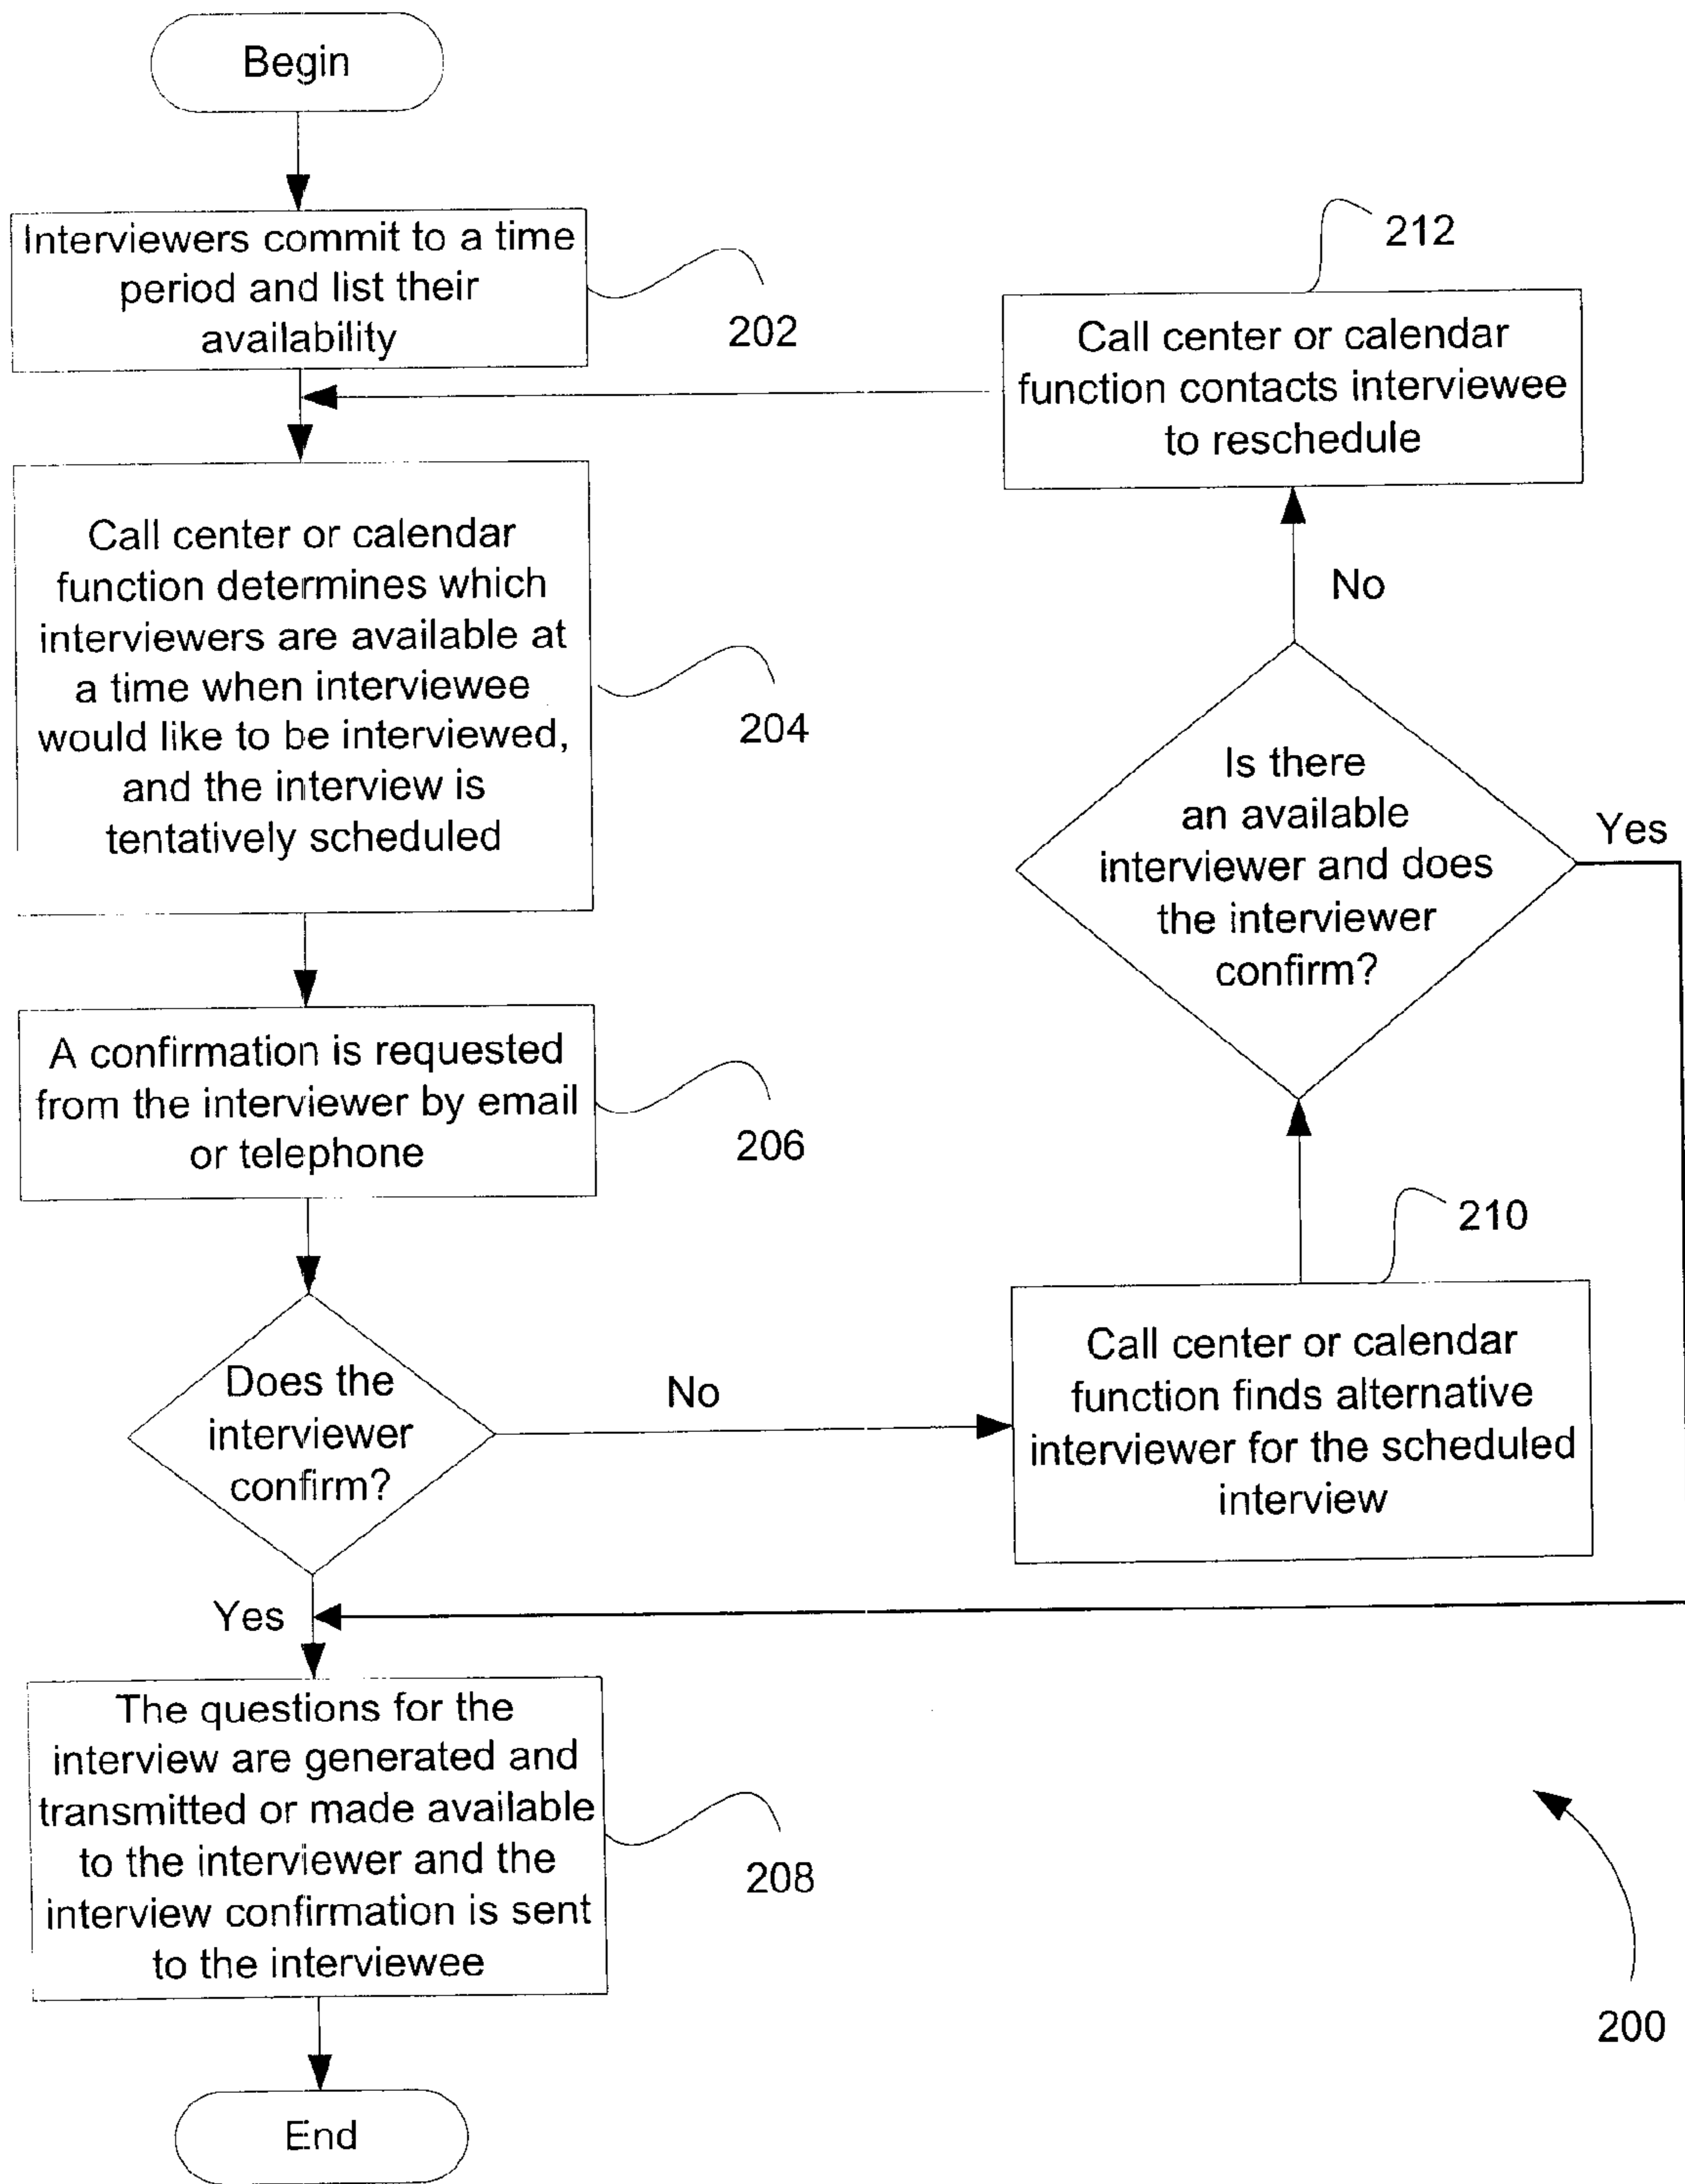 Begin
Interviewers commit to a time
period and list their
availability
202
212
Call center or calendar
function contacts interviewee
to reschedule
Call center or calendar
function determines which
interviewers are available at
a time when interviewee
would like to be interviewed,
and the interview is
tentatively scheduled
204
No
Is there
an available
interviewer and does
the interviewer
confirm?
Yes
A confirmation is requested
from the interviewer by email
or telephone
206
210
Does the
interviewer
confirm?
No
Call center or calendar
function finds alternative
interviewer for the scheduled
interview
Yes
The questions for the
interview are generated and
transmitted or made available
to the interviewer and the
interview confirmation is sent
to the interviewee
208
200
End